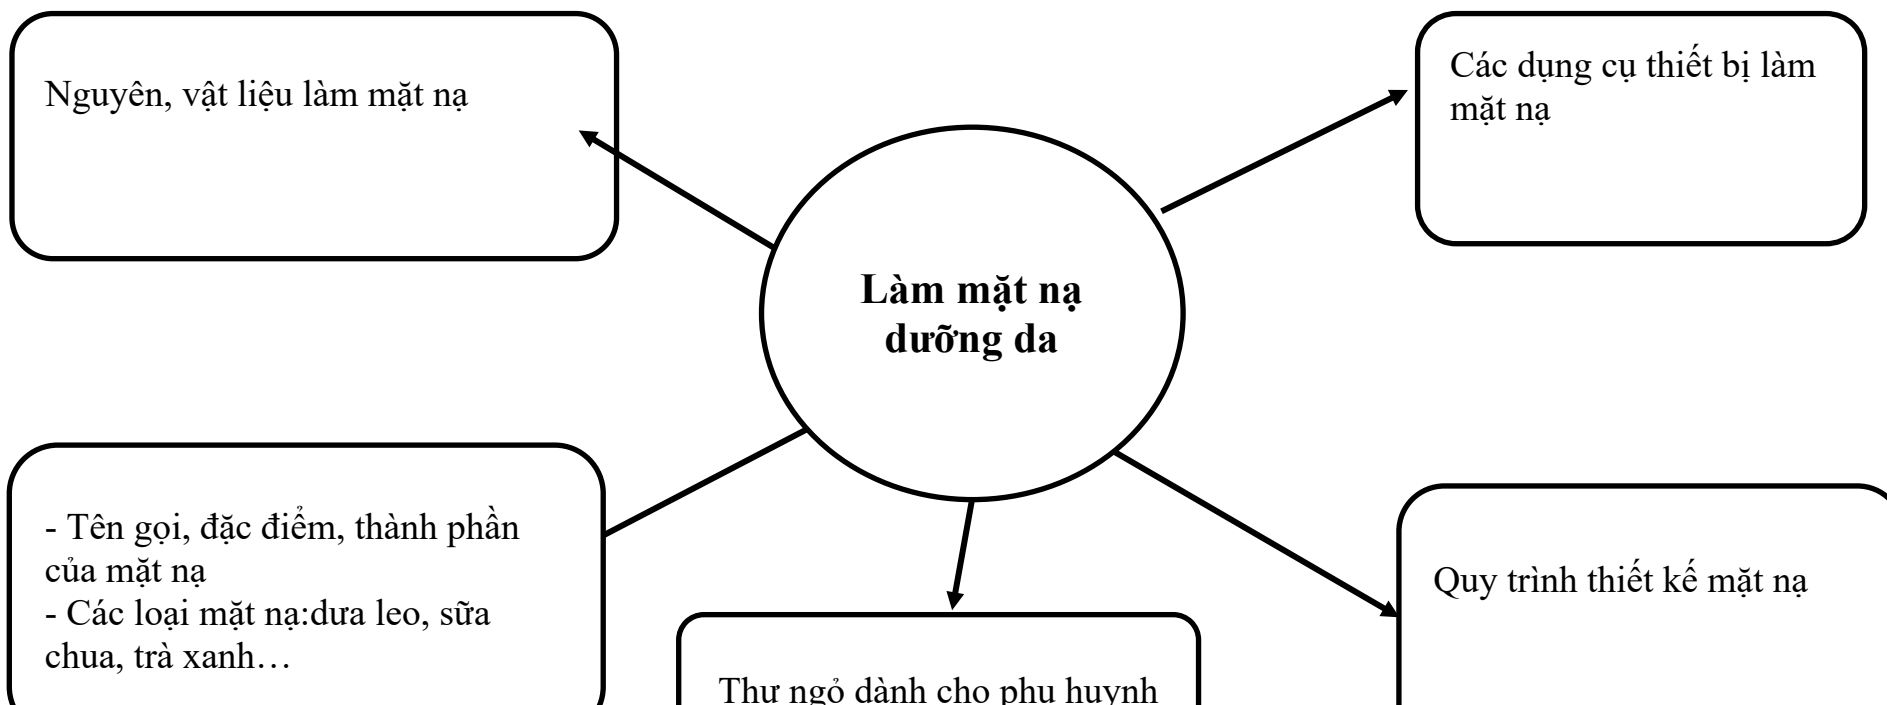 Nguyên, vật liệu làm mặt nạ
Các dụng cụ thiết bị làm
mặt nạ
Làm mặt nạ
dưỡng da
- Tên gọi, đặc điểm, thành phần
của mặt nạ
- Các loại mặt nạ:dưa leo, sữa
chua, trà xanh…
Quy trình thiết kế mặt nạ
Thư ngỏ dành cho phu huynh